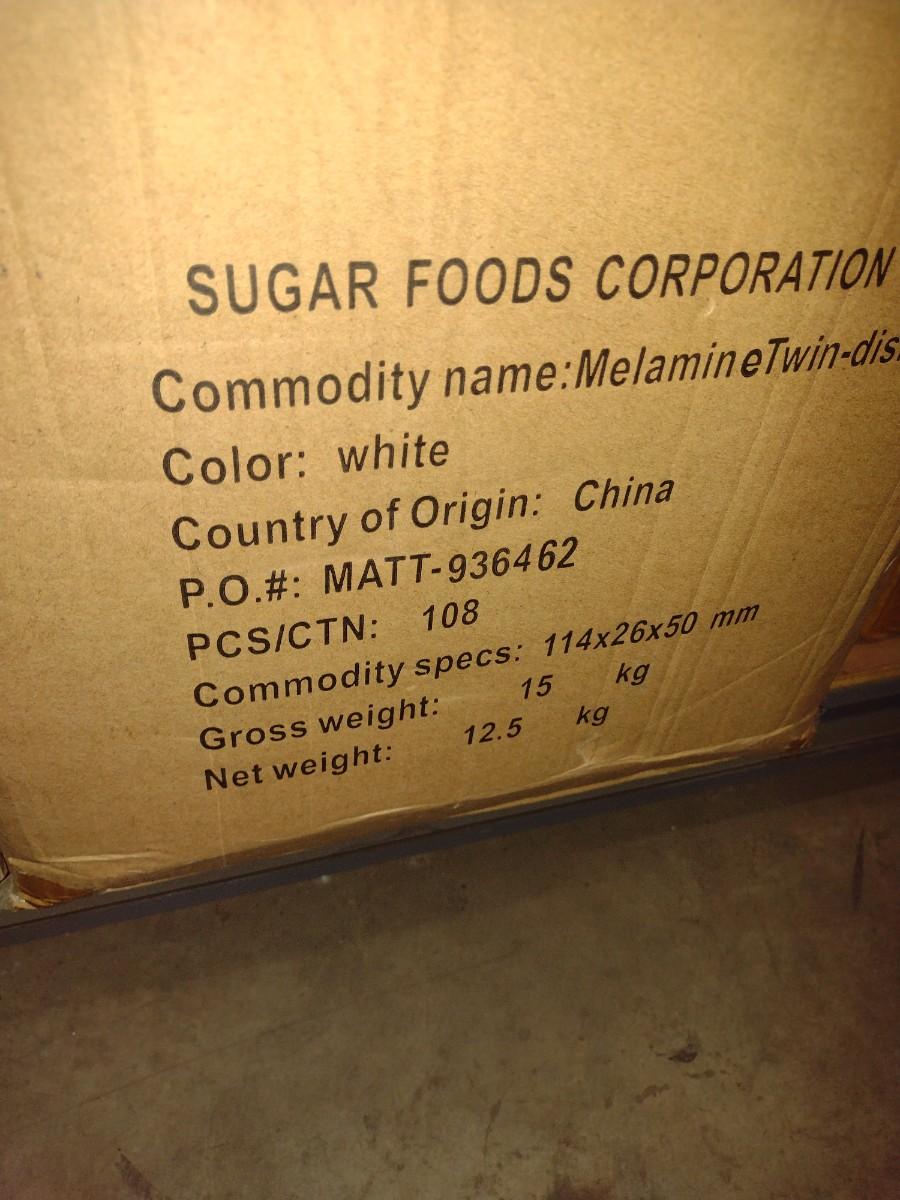 SUGAR FOODS CORPORATION
Commodity name:MelamineTwin-dis
Color: white
Country of Origin: China
P.O.#: MATT-936462
PCS/CTN: 108
Commodity specs: 114x26x50 mm
Gross weight: 15 kg
Net weight: 12.5 kg